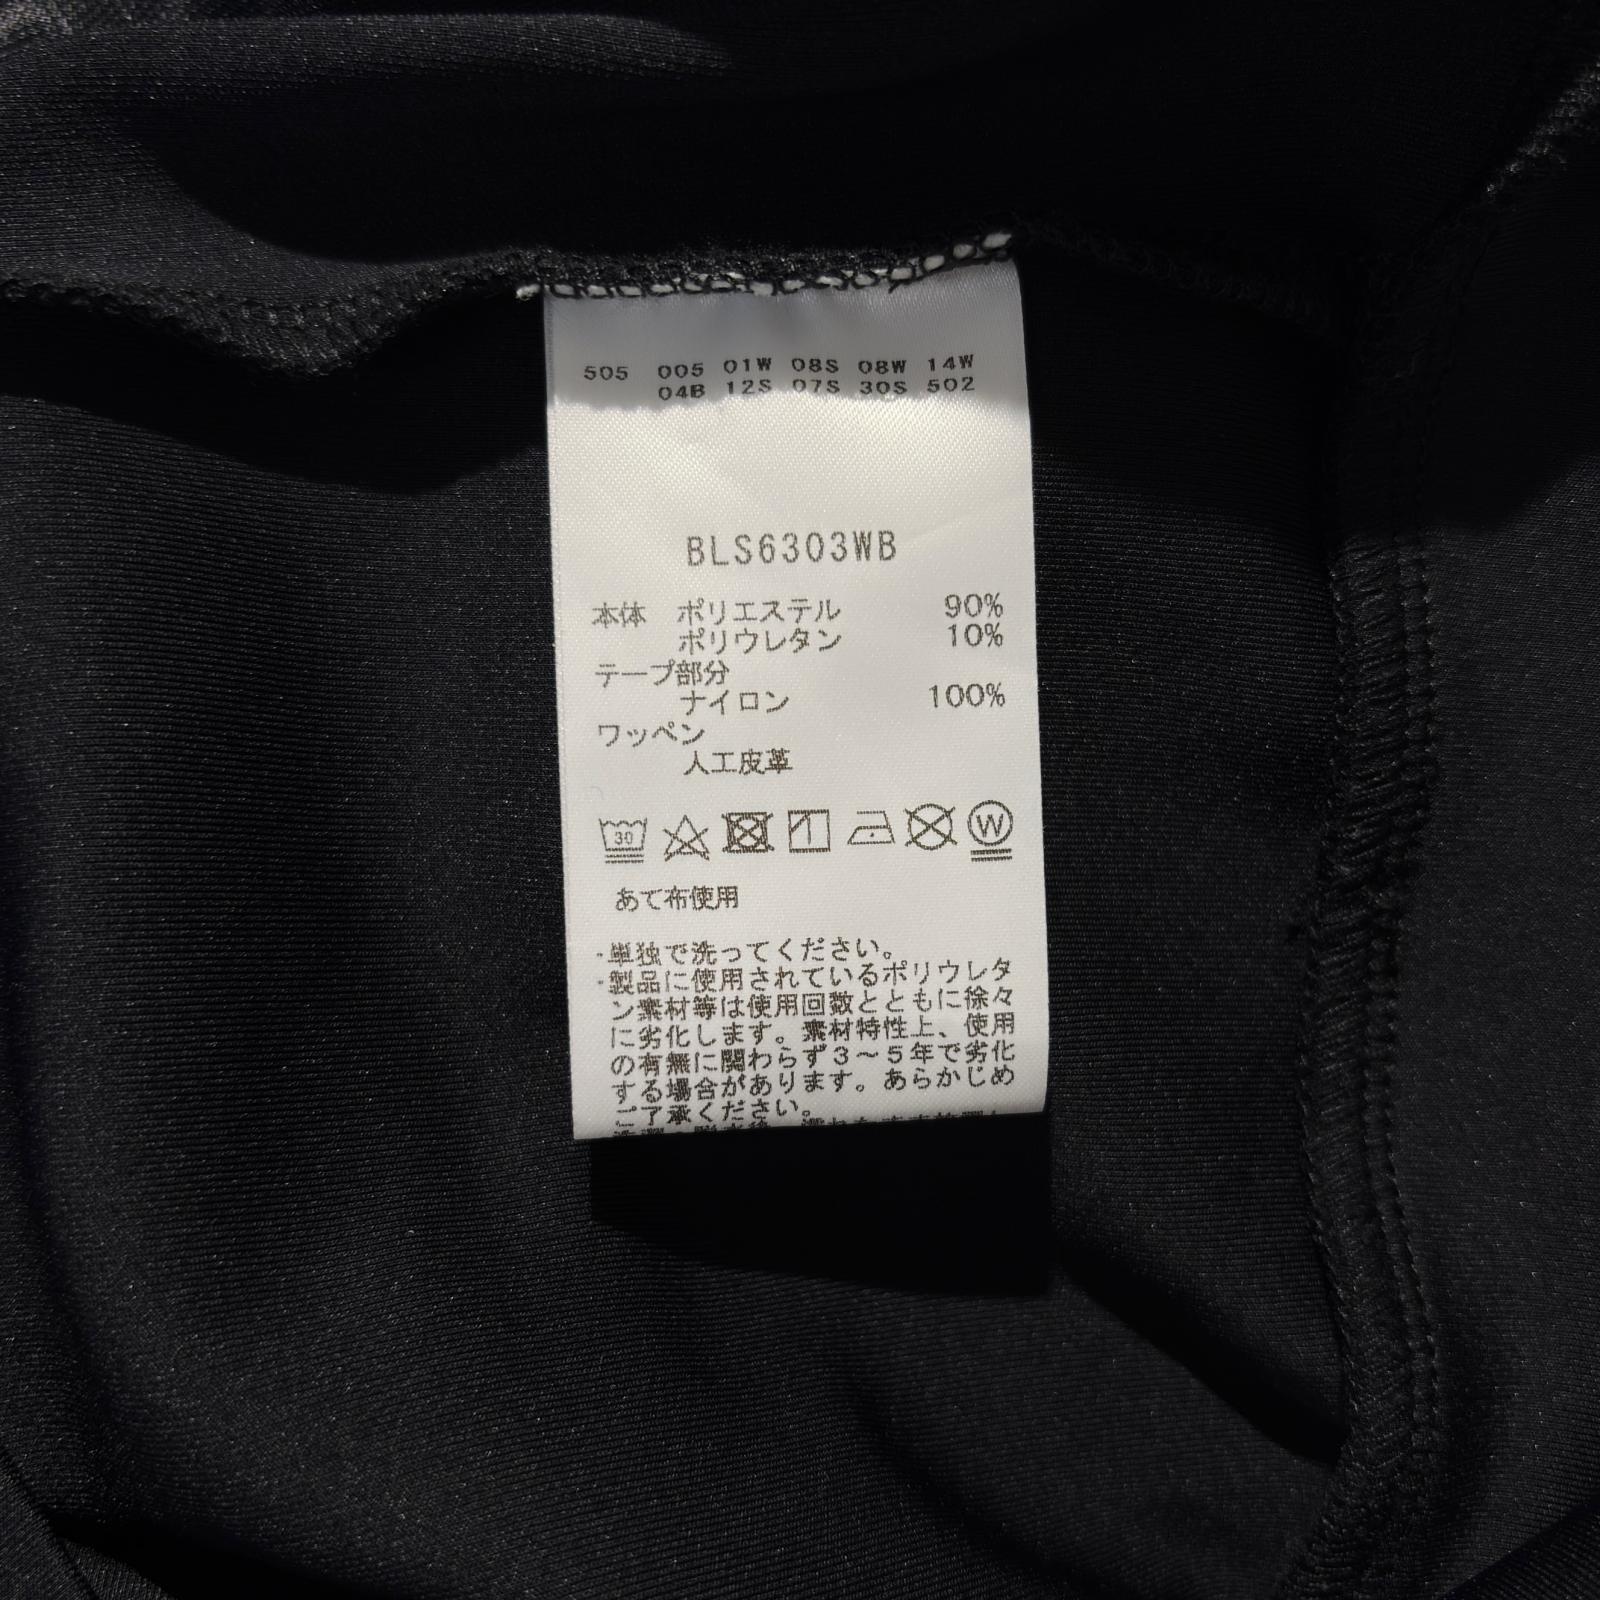 505 005 01W 08S 08W 14W
04B 12S 07S 30S 502
BLS6303WB
本体 ポリエステル 90%
ポリウレタン 10%
テープ部分
ナイロン 100%
ワッペン
人工皮革
30 W
あて布使用
・単独で洗ってください。
・製品に使用されているポリウレタ
ン素材等は使用回数とともに徐々
に劣化します。素材特性上、使用
の有無に関わらず3～5年で劣化
する場合があります。あらかじめ
ご了承ください。